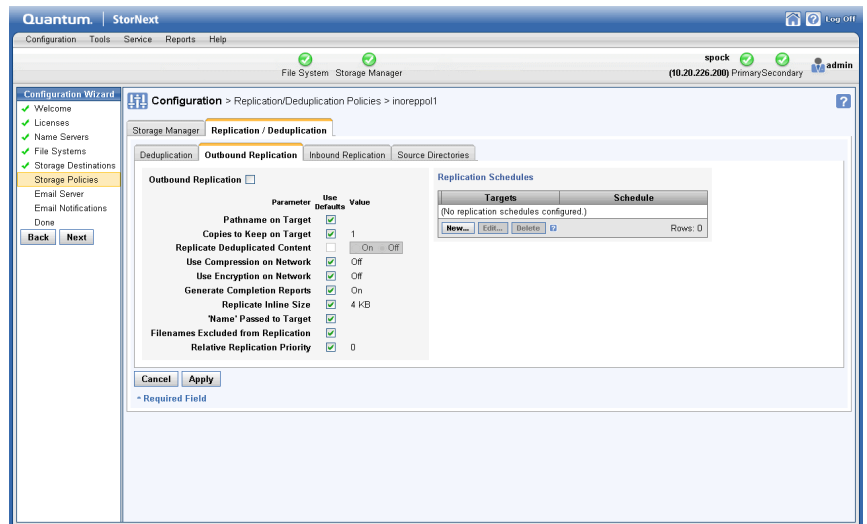 Quantum. StorNext
Log Off
Configuration Tools Service Reports Help
File System Storage Manager
spock
(10.20.226.200) Primary Secondary
admin
Configuration Wizard
Welcome
Licenses
Name Servers
File Systems
Storage Destinations
Storage Policies
Email Server
Email Notifications
Done
Back Next
Configuration > Replication/Deduplication Policies > inoreppol1
Storage Manager Replication / Deduplication
Deduplication Outbound Replication Inbound Replication Source Directories
Outbound Replication
Parameter Use Defaults Value
Pathname on Target
Copies to Keep on Target 1
Replicate Deduplicated Content On Off
Use Compression on Network Off
Use Encryption on Network Off
Generate Completion Reports On
Replicate Inline Size 4 KB
'Name' Passed to Target
Filenames Excluded from Replication
Relative Replication Priority 0
Replication Schedules
Targets Schedule
(No replication schedules configured.)
New... Edit... Delete ? Rows: 0
Cancel Apply
* Required Field